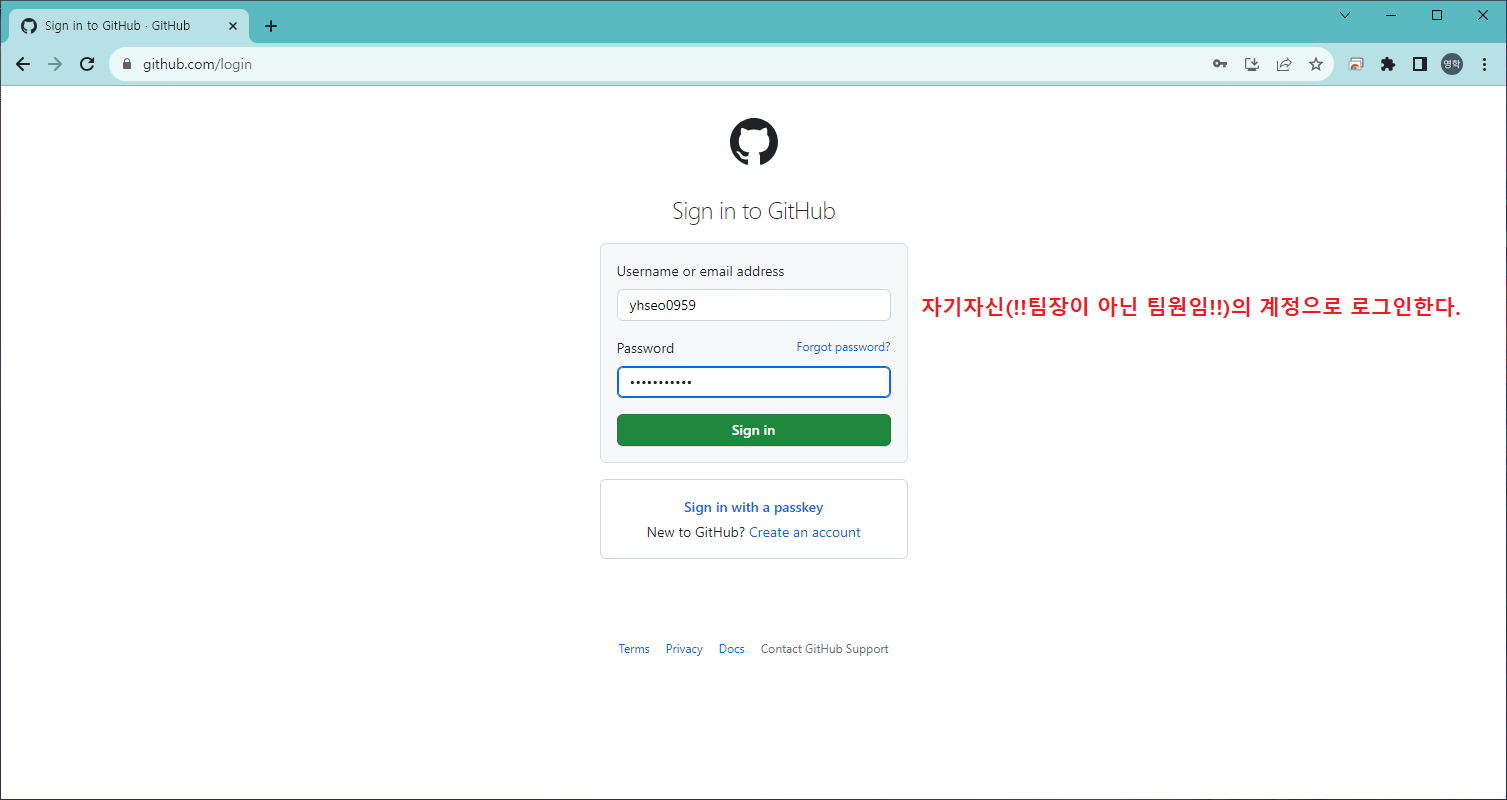 Sign in to GitHub · GitHub
github.com/login
영학
Sign in to GitHub
Username or email address
yhseo0959
자기자신(!!팀장이 아닌 팀원임!!)의 계정으로 로그인한다.
Password Forgot password?
•••••••••••
Sign in
Sign in with a passkey
New to GitHub? Create an account
Terms Privacy Docs Contact GitHub Support